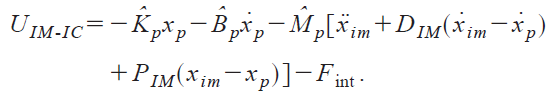 U_{IM-IC} = − K̂_p x_p − B̂_p ẋ_p − M̂_p [ẍ_{im} + D_{IM}(ẋ_{im} − ẋ_p)
+ P_{IM}(x_{im} − x_p)] − F_{int}.